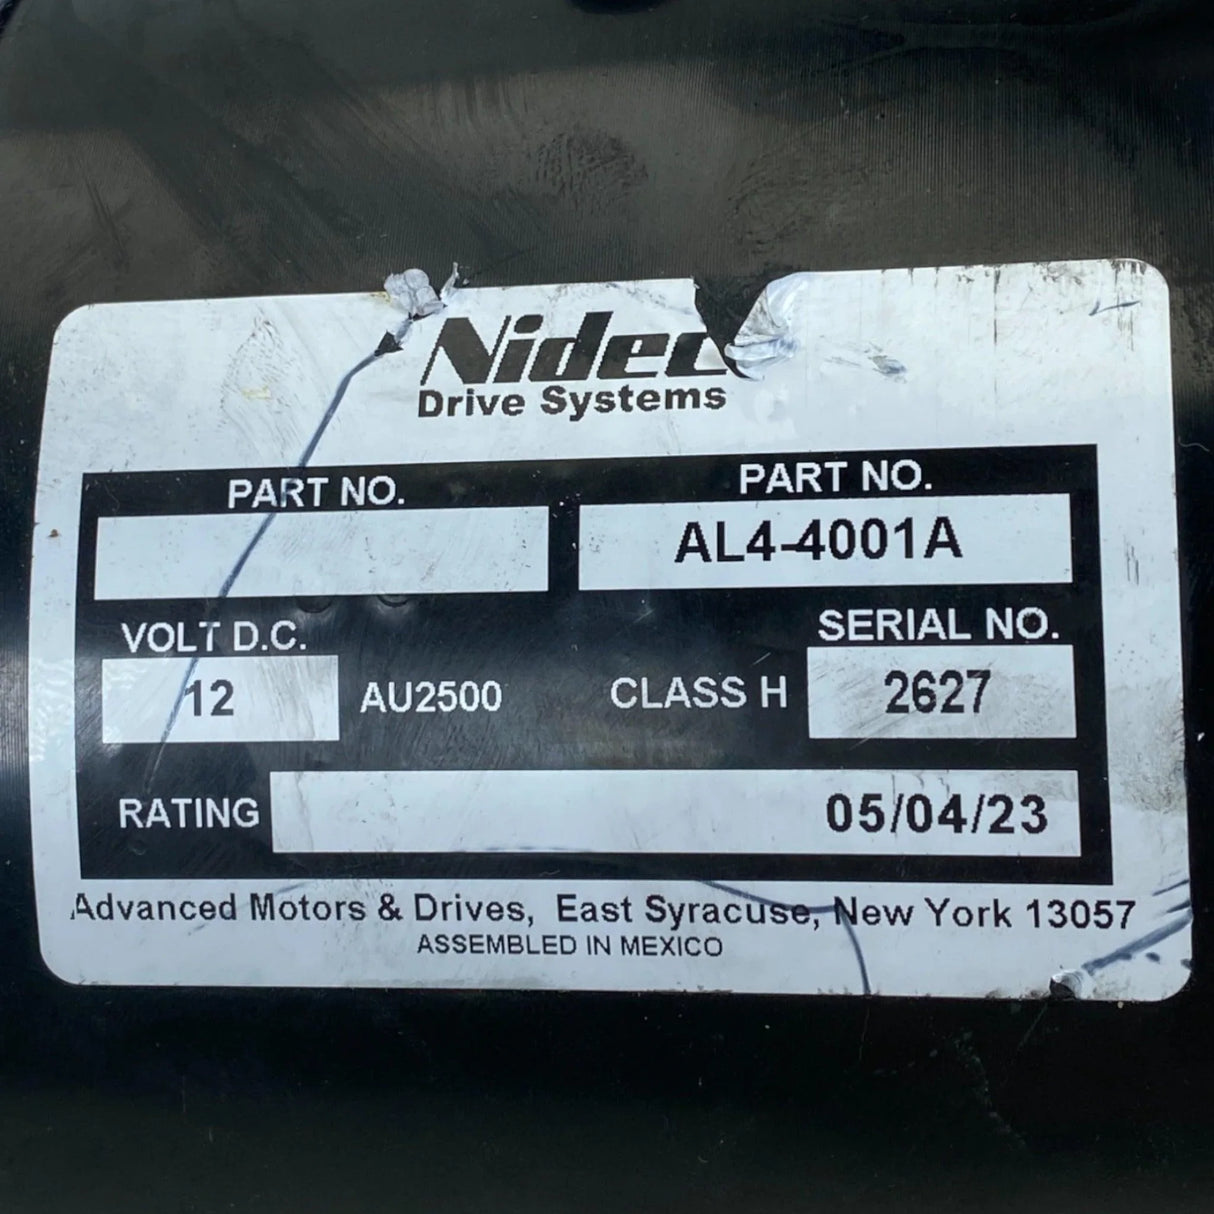 Nidec
Drive Systems
PART NO. PART NO.
AL4-4001A
VOLT D.C. SERIAL NO.
12 AU2500 CLASS H 2627
RATING 05/04/23
Advanced Motors & Drives, East Syracuse, New York 13057
ASSEMBLED IN MEXICO